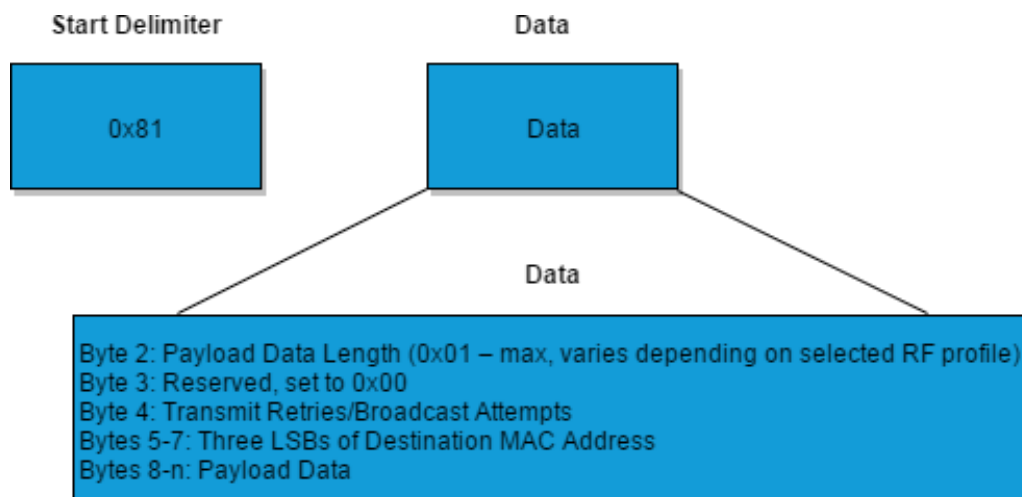 Start Delimiter
Data
0x81
Data
Data
Byte 2: Payload Data Length (0x01 – max, varies depending on selected RF profile)
Byte 3: Reserved, set to 0x00
Byte 4: Transmit Retries/Broadcast Attempts
Bytes 5-7: Three LSBs of Destination MAC Address
Bytes 8-n: Payload Data